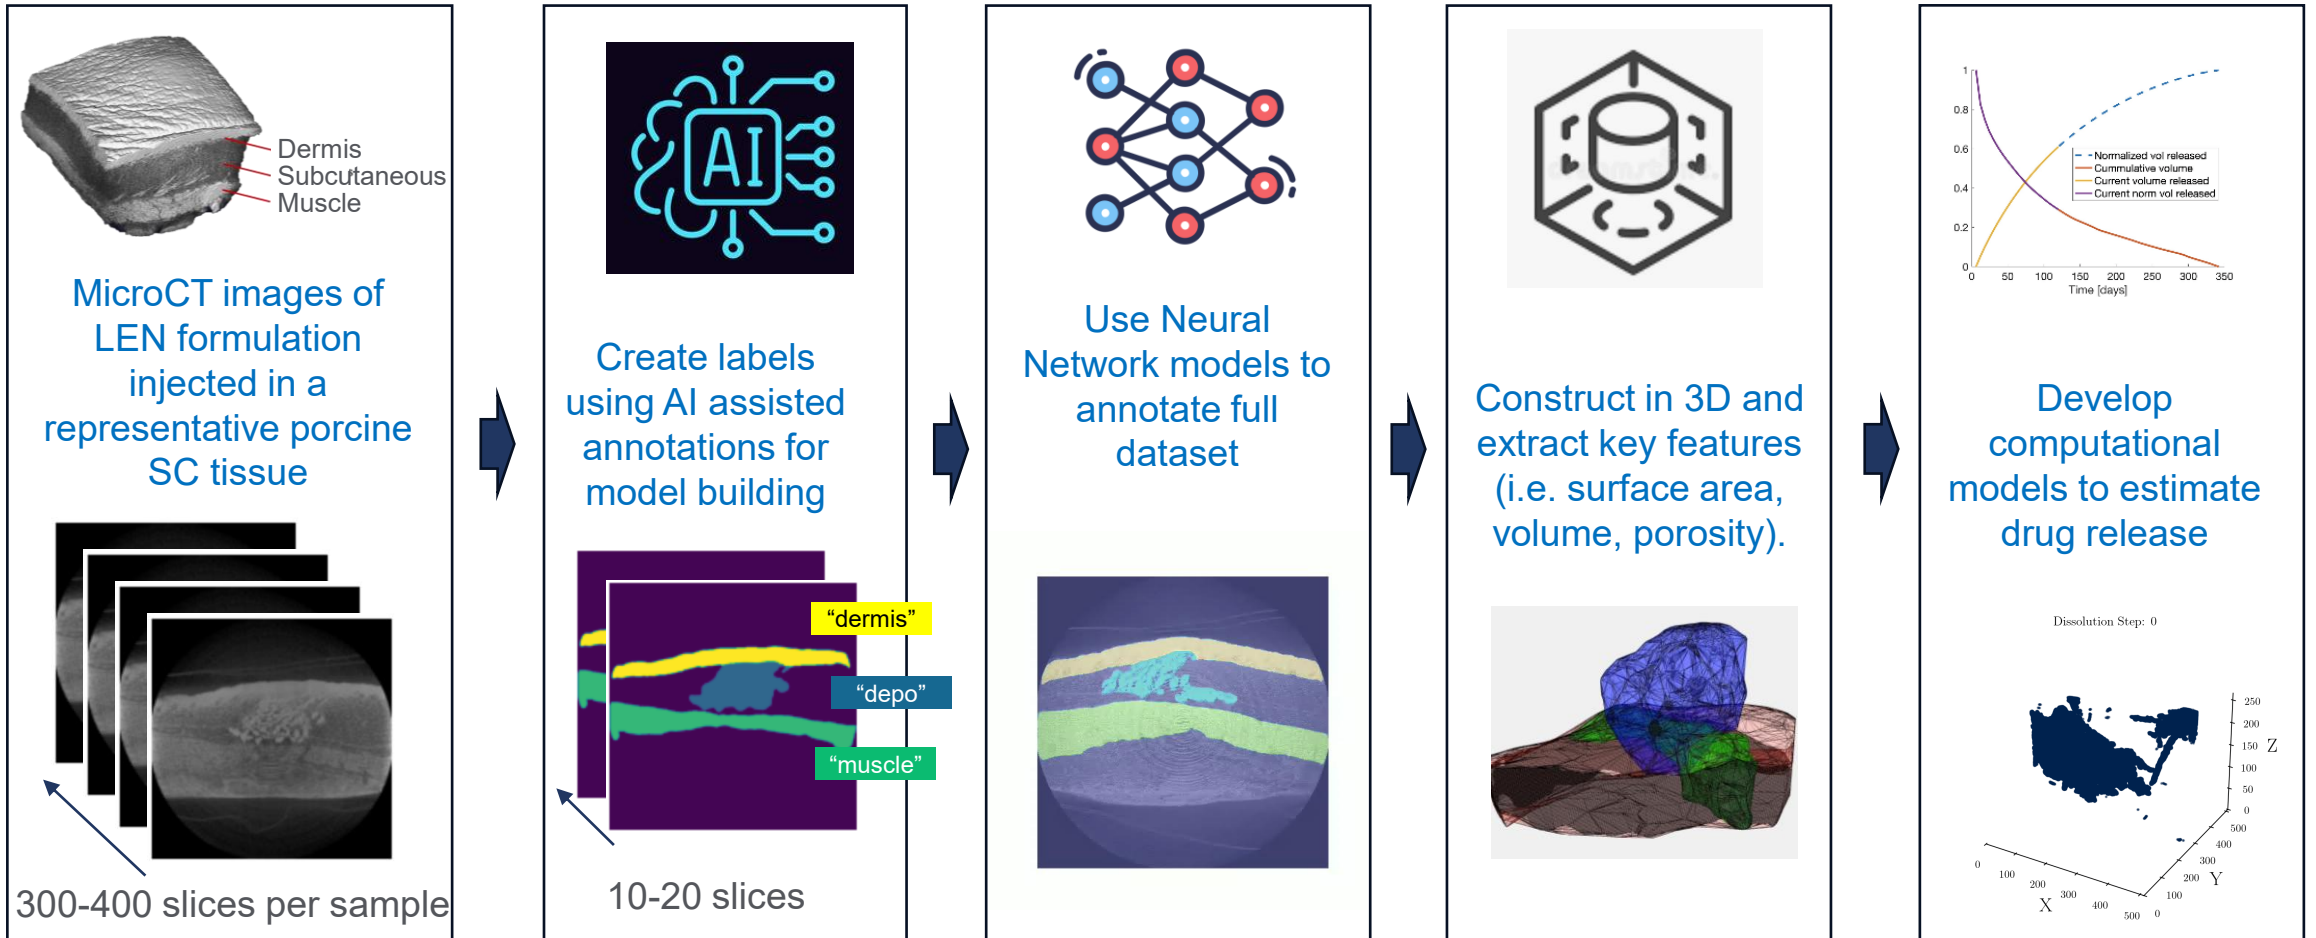 Dermis
Subcutaneous
Muscle
MicroCT images of
LEN formulation
injected in a
representative porcine
SC tissue
300-400 slices per sample
AI
Create labels
using AI assisted
annotations for
model building
“dermis”
“depo”
“muscle”
10-20 slices
Use Neural
Network models to
annotate full
dataset
Construct in 3D and
extract key features
(i.e. surface area,
volume, porosity).
1
0.8
0.6
0.4
0.2
0
0 50 100 150 200 250 300 350
Time [days]
Normalized vol released
Cummulative volume
Current volume released
Current norm vol released
Develop
computational
models to estimate
drug release
Dissolution Step: 0
250
200
150
100
50
0
Z
500
400
300
200
100
0
Y
0
100
200
300
400
500
X